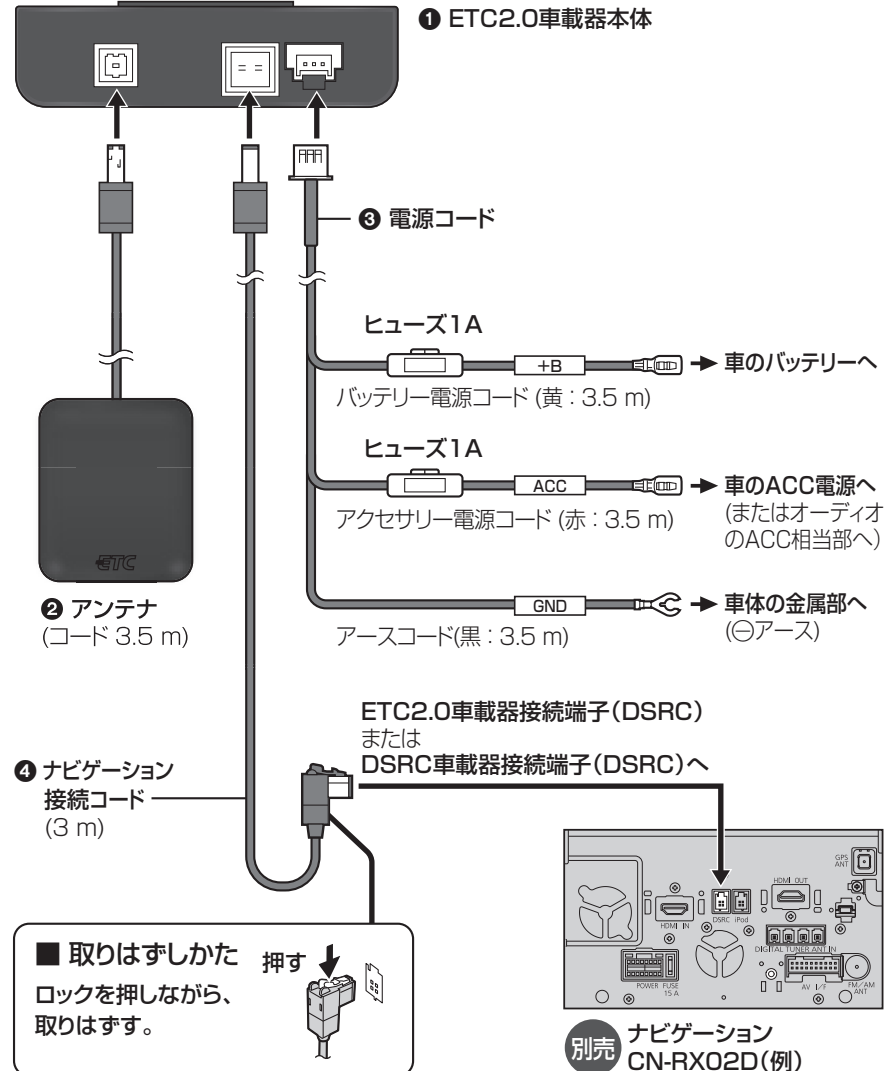 ❶ ETC2.0車載器本体
❸ 電源コード
ヒューズ1A
+B
車のバッテリーへ
バッテリー電源コード (黄：3.5 m)
ヒューズ1A
ACC
車のACC電源へ
(またはオーディオ
のACC相当部へ)
アクセサリー電源コード (赤：3.5 m)
ETC
❷ アンテナ
(コード 3.5 m)
GND
車体の金属部へ
(⊖アース)
アースコード(黒：3.5 m)
ETC2.0車載器接続端子(DSRC)
または
DSRC車載器接続端子(DSRC)へ
❹ ナビゲーション
接続コード
(3 m)
GPS
ANT
HDMI OUT
HDMI IN
DSRC
iPod
DIGITAL TUNER ANT IN
POWER
FUSE
15 A
AV I/F
FM/AM
ANT
■ 取りはずしかた
押す
ロックを押しながら、
取りはずす。
別売
ナビゲーション
CN-RX02D(例)